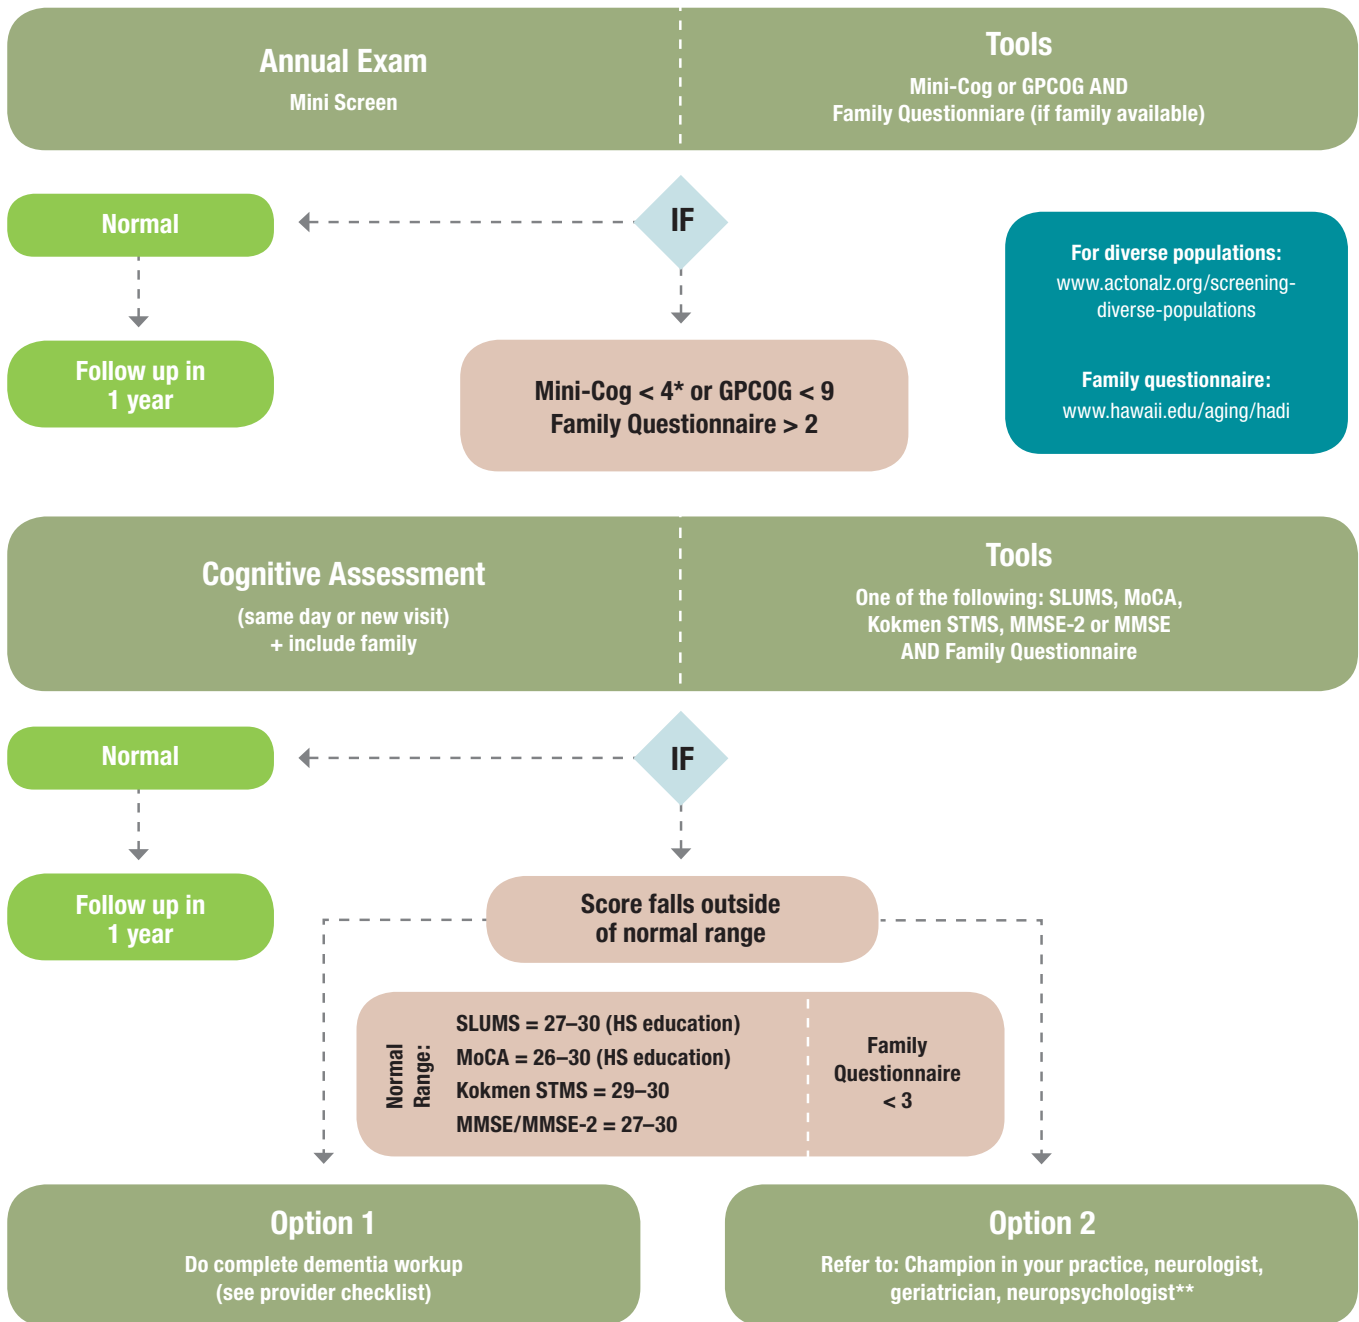 Annual Exam
Mini Screen
Tools
Mini-Cog or GPCOG AND
Family Questionniare (if family available)
IF
Normal
Follow up in
1 year
Mini-Cog < 4* or GPCOG < 9
Family Questionnaire > 2
For diverse populations:
www.actonalz.org/screening-
diverse-populations
Family questionnaire:
www.hawaii.edu/aging/hadi
Cognitive Assessment
(same day or new visit)
+ include family
Tools
One of the following: SLUMS, MoCA,
Kokmen STMS, MMSE-2 or MMSE
AND Family Questionnaire
IF
Normal
Follow up in
1 year
Score falls outside
of normal range
Normal
Range:
SLUMS = 27–30 (HS education)
MoCA = 26–30 (HS education)
Kokmen STMS = 29–30
MMSE/MMSE-2 = 27–30
Family
Questionnaire
< 3
Option 1
Do complete dementia workup
(see provider checklist)
Option 2
Refer to: Champion in your practice, neurologist,
geriatrician, neuropsychologist**